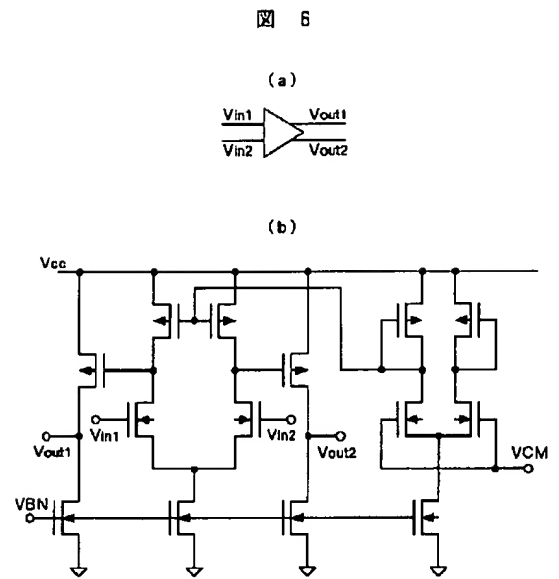 図 6
(a)
Vin1 Vout1
Vin2 Vout2
(b)
Vcc
Vin1 Vin2
Vout1 Vout2 VCM
VBN